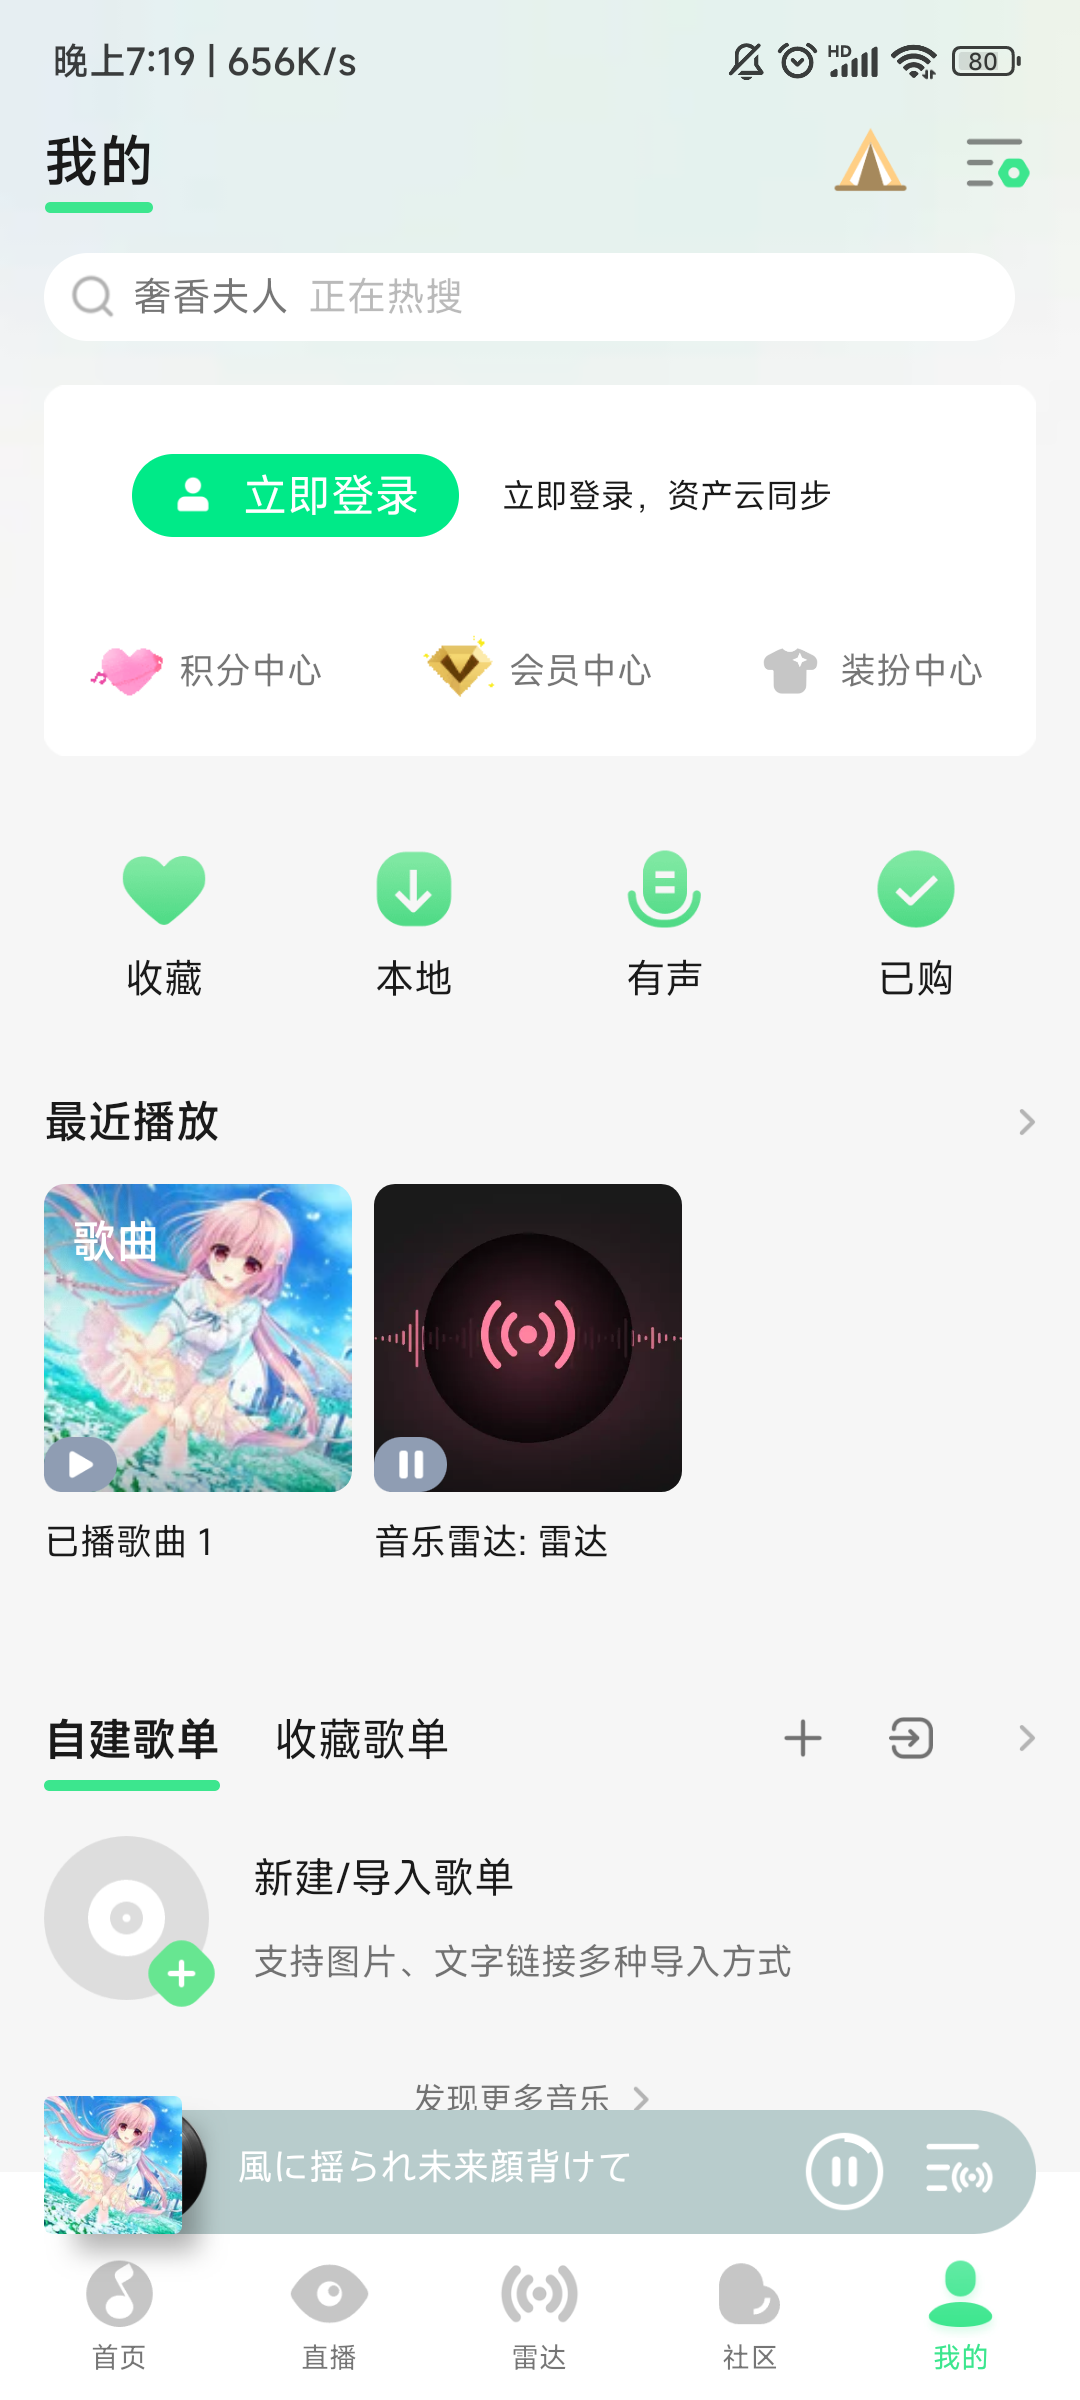 晚上7:19 | 656K/s
HD
80
我的
奢香夫人 正在热搜
立即登录
立即登录，资产云同步
积分中心
会员中心
装扮中心
收藏
本地
有声
已购
最近播放
歌曲
已播歌曲 1
音乐雷达: 雷达
自建歌单
收藏歌单
新建/导入歌单
支持图片、文字链接多种导入方式
发现更多音乐
風に揺られ未来顔背けて
首页
直播
雷达
社区
我的